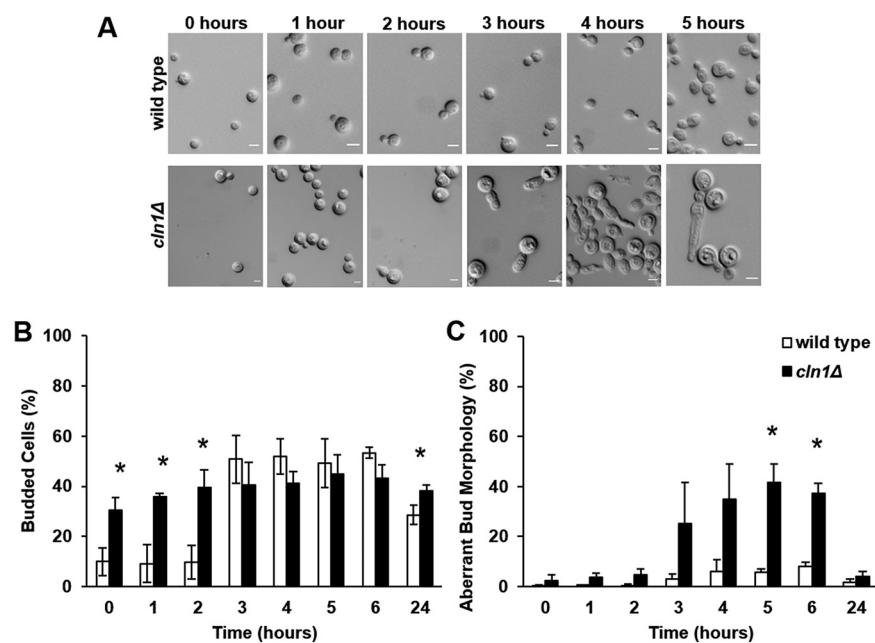 A
0 hours 1 hour 2 hours 3 hours 4 hours 5 hours
wild type
cln1Δ
B
Budded Cells (%)
100
80
60
40
20
0
* * * *
0 1 2 3 4 5 6 24
Time (hours)
C
wild type
cln1Δ
Aberrant Bud Morphology (%)
100
80
60
40
20
0
* *
0 1 2 3 4 5 6 24
Time (hours)